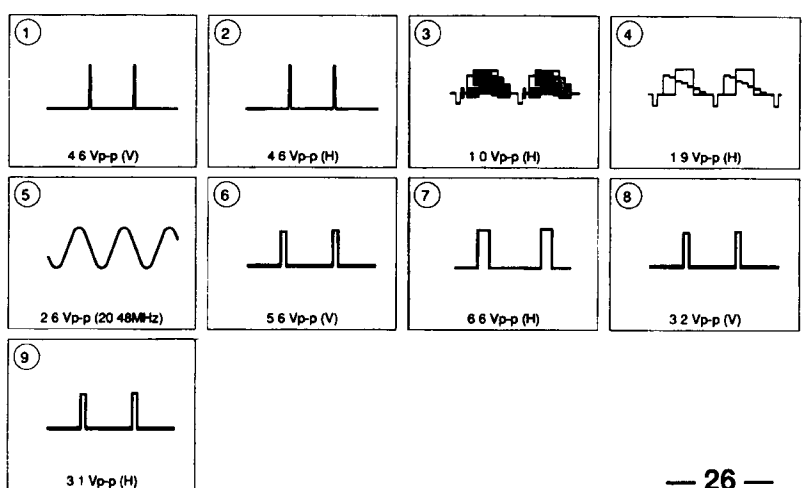 1
2
3
4
4 6 Vp-p (V)
4 6 Vp-p (H)
1 0 Vp-p (H)
1 9 Vp-p (H)
5
6
7
8
2 6 Vp-p (20 48MHz)
5 6 Vp-p (V)
6 6 Vp-p (H)
3 2 Vp-p (V)
9
3 1 Vp-p (H)
— 26 —